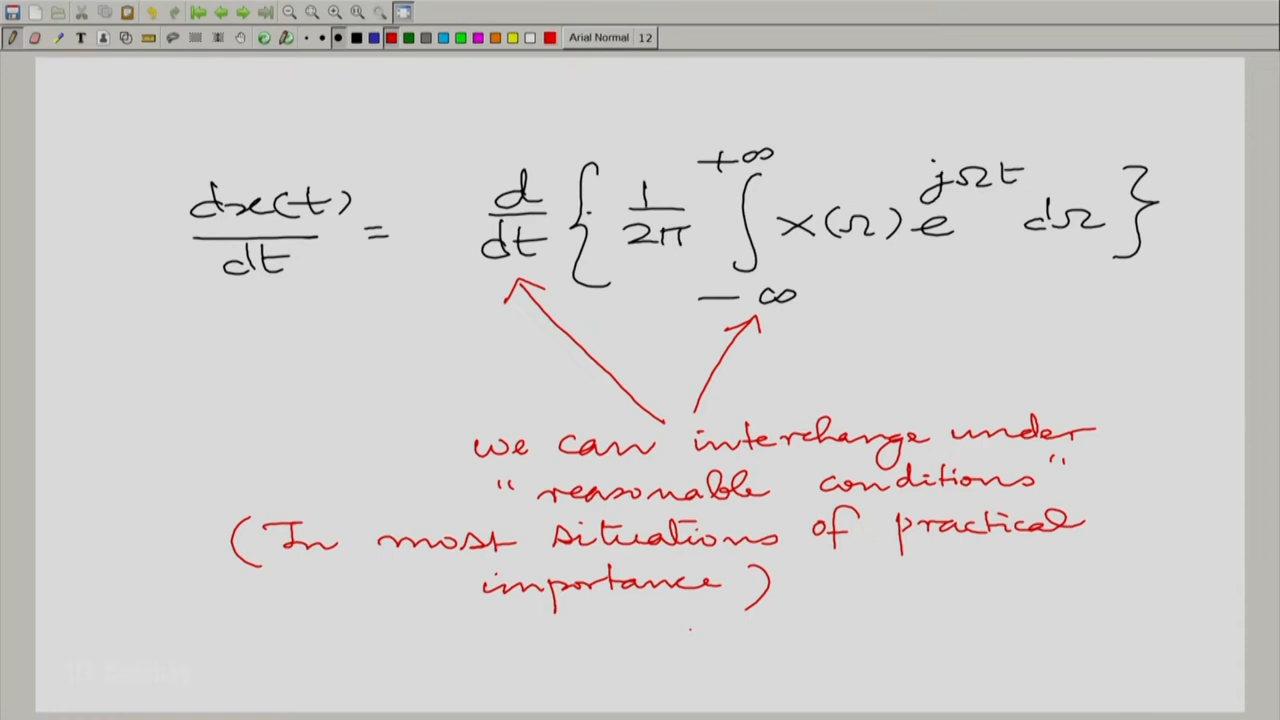 Arial Normal 12
dx(t)/dt = d/dt { 1/2π ∫_{-∞}^{+∞} X(Ω) e^{jΩt} dΩ }
we can interchange under
"reasonable conditions"
(In most situations of practical
importance)